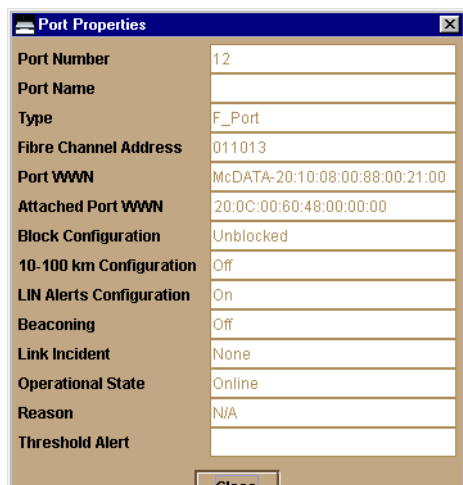 Port Properties
Port Number 12
Port Name
Type F_Port
Fibre Channel Address 011013
Port WWN McDATA-20:10:08:00:88:00:21:00
Attached Port WWN 20:0C:00:60:48:00:00:00
Block Configuration Unblocked
10-100 km Configuration Off
LIN Alerts Configuration On
Beaconing Off
Link Incident None
Operational State Online
Reason N/A
Threshold Alert
Close